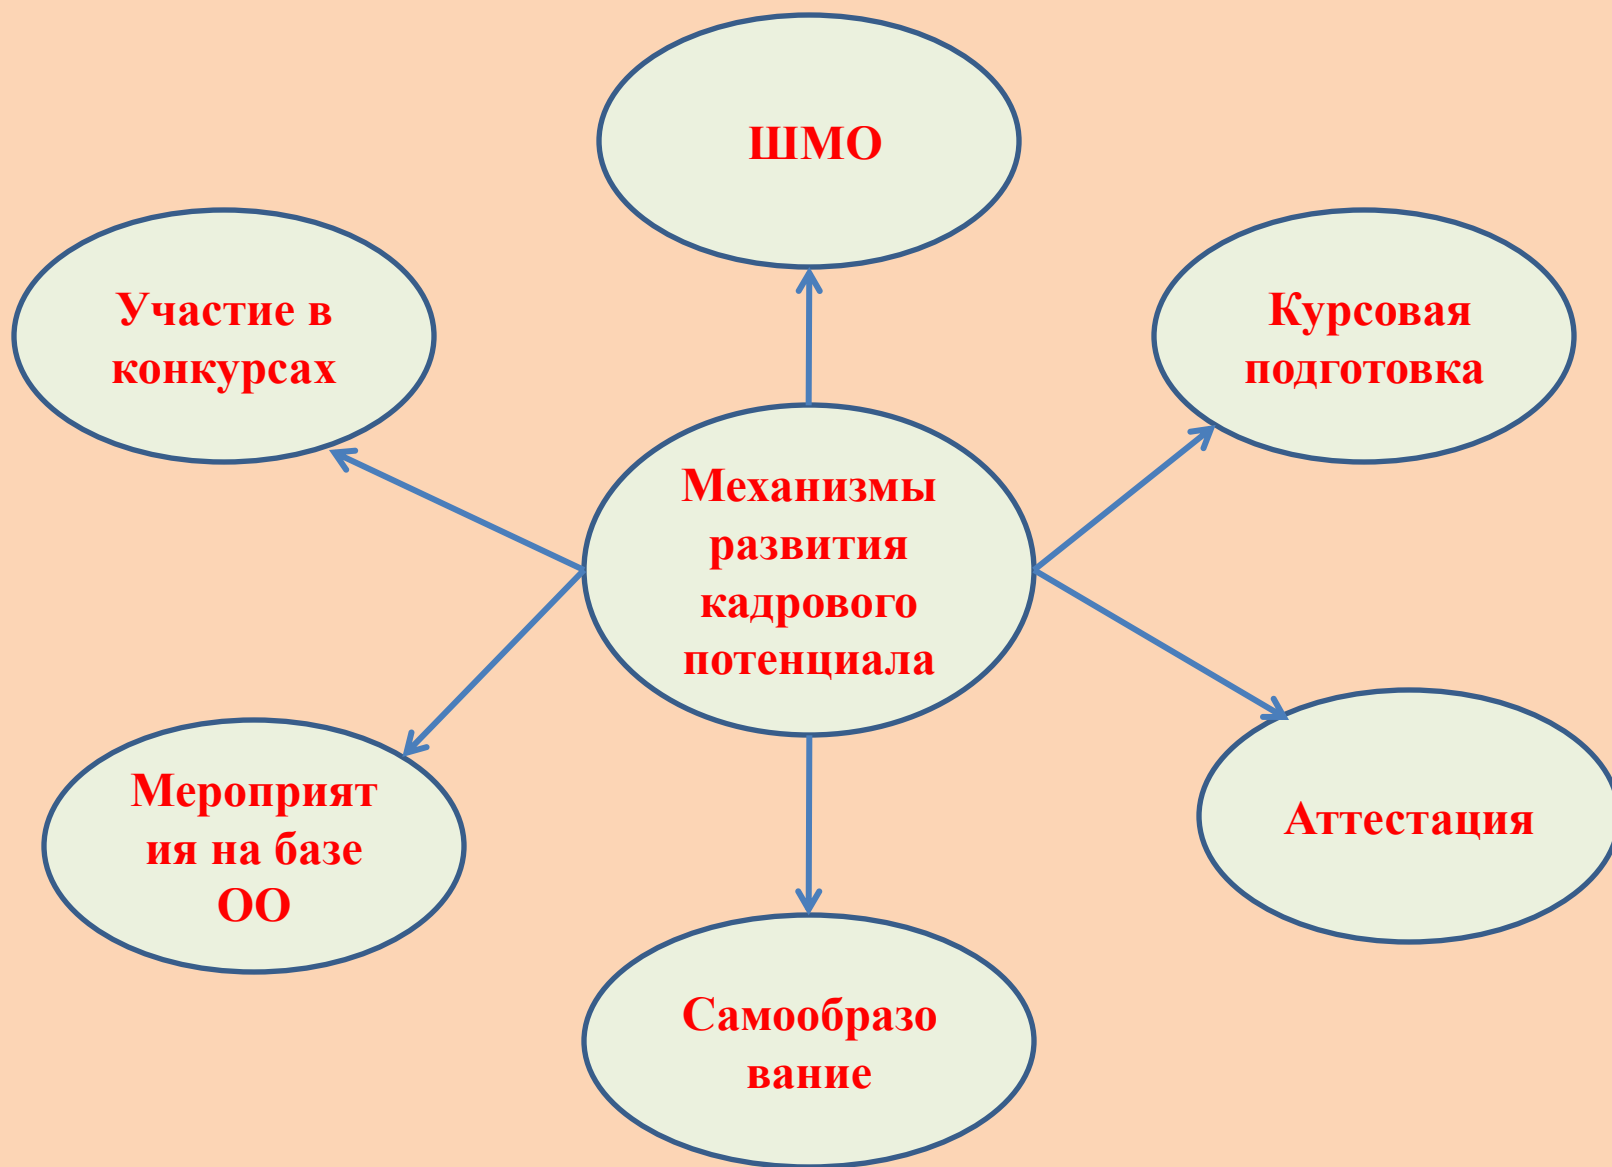 ШМО
Участие в
конкурсах
Курсовая
подготовка
Механизмы
развития
кадрового
потенциала
Мероприят
ия на базе
ОО
Аттестация
Самообразо
вание